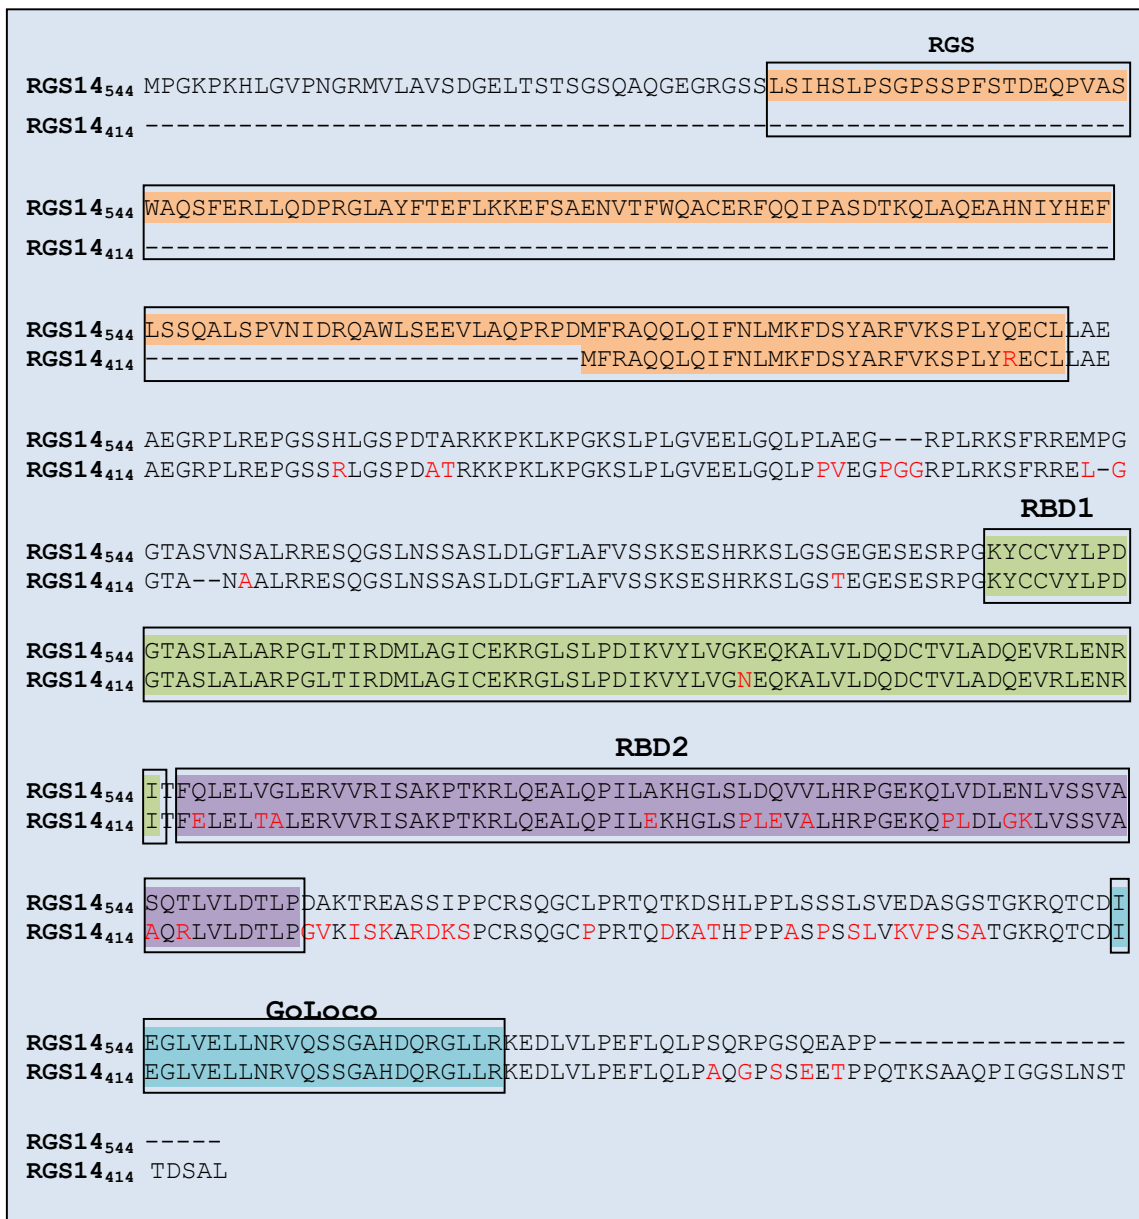 RGS
RGS14₅₄₄ MPGKPKHLGVPNGRMVLAVSDGELTSTSGSQAQGEGRGSSLSIHSLPSGPSSPFSTDEQPVAS
RGS14₄₁₄ ---------------------------------------------------------------
RGS14₅₄₄ WAQSFERLLQDPRGLAYFTEFLKKEFSAENVTFWQACERFQQIPASDTKQLAQEAHNIYHEF
RGS14₄₁₄ --------------------------------------------------------------
RGS14₅₄₄ LSSQALSPVNIDRQAWLSEEVLAQPRPDMFRAQQLQIFNLMKFDSYARFVKSPLYQECLLAE
RGS14₄₁₄ ----------------------------MFRAQQLQIFNLMKFDSYARFVKSPLYRECLLAE
RGS14₅₄₄ AEGRPLREPGSSHLGSPDTARKKPKLKPGKSLPLGVEELGQLPLAEG---RPLRKSFRREMPG
RGS14₄₁₄ AEGRPLREPGSSRLGSPDATRKKPKLKPGKSLPLGVEELGQLPPVEGPGGRPLRKSFRREL-G
RBD1
RGS14₅₄₄ GTASVNSALRRESQGSLNSSASLDLGFLAFVSSKSESHRKSLGSGEGESESRPGKYCCVYLPD
RGS14₄₁₄ GTA--NAALRRESQGSLNSSASLDLGFLAFVSSKSESHRKSLGSTEGESESRPGKYCCVYLPD
RGS14₅₄₄ GTASLALARPGLTIRDMLAGICEKRGLSLPDIKVYLVGKEQKALVLDQDCTVLADQEVRLENR
RGS14₄₁₄ GTASLALARPGLTIRDMLAGICEKRGLSLPDIKVYLVGNEQKALVLDQDCTVLADQEVRLENR
RBD2
RGS14₅₄₄ ITFQLELVGLERVVRISAKPTKRLQEALQPILAKHGLSLDQVVLHRPGEKQLVDLENLVSSVA
RGS14₄₁₄ ITFELELTALERVVRISAKPTKRLQEALQPILEKHGLSPLEVALHRPGEKQPLDLGKLVSSVA
RGS14₅₄₄ SQTLVLDTLPDAKTREASSIPPCRSQGCLPRTQTKDSHLPPLSSSLSVEDASGSTGKRQTCDI
RGS14₄₁₄ AQRLVLDTLPGVKISKARDKSPCRSQGCPPRTQDKATHPPPASPSSLVKVPSSATGKRQTCDI
GoLoco
RGS14₅₄₄ EGLVELLNRVQSSGAHDQRGLLRKEDLVLPEFLQLPSQRPGSQEAPP----------------
RGS14₄₁₄ EGLVELLNRVQSSGAHDQRGLLRKEDLVLPEFLQLPAQGPSSEETPPQTKSAAQPIGGSLNST
RGS14₅₄₄ -----
RGS14₄₁₄ TDSAL